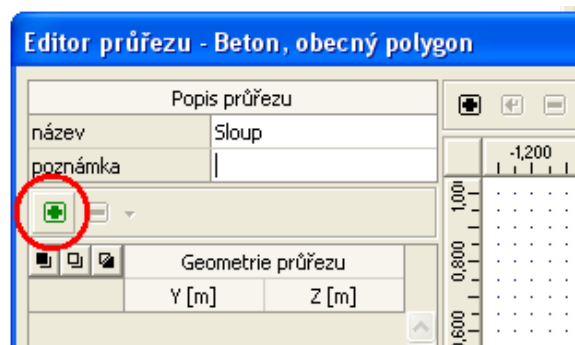 Editor průřezu - Beton, obecný polygon
Popis průřezu
název Sloup
poznámka
-1,200
1,00
0,800
0,600
Geometrie průřezu
Y [m] Z [m]